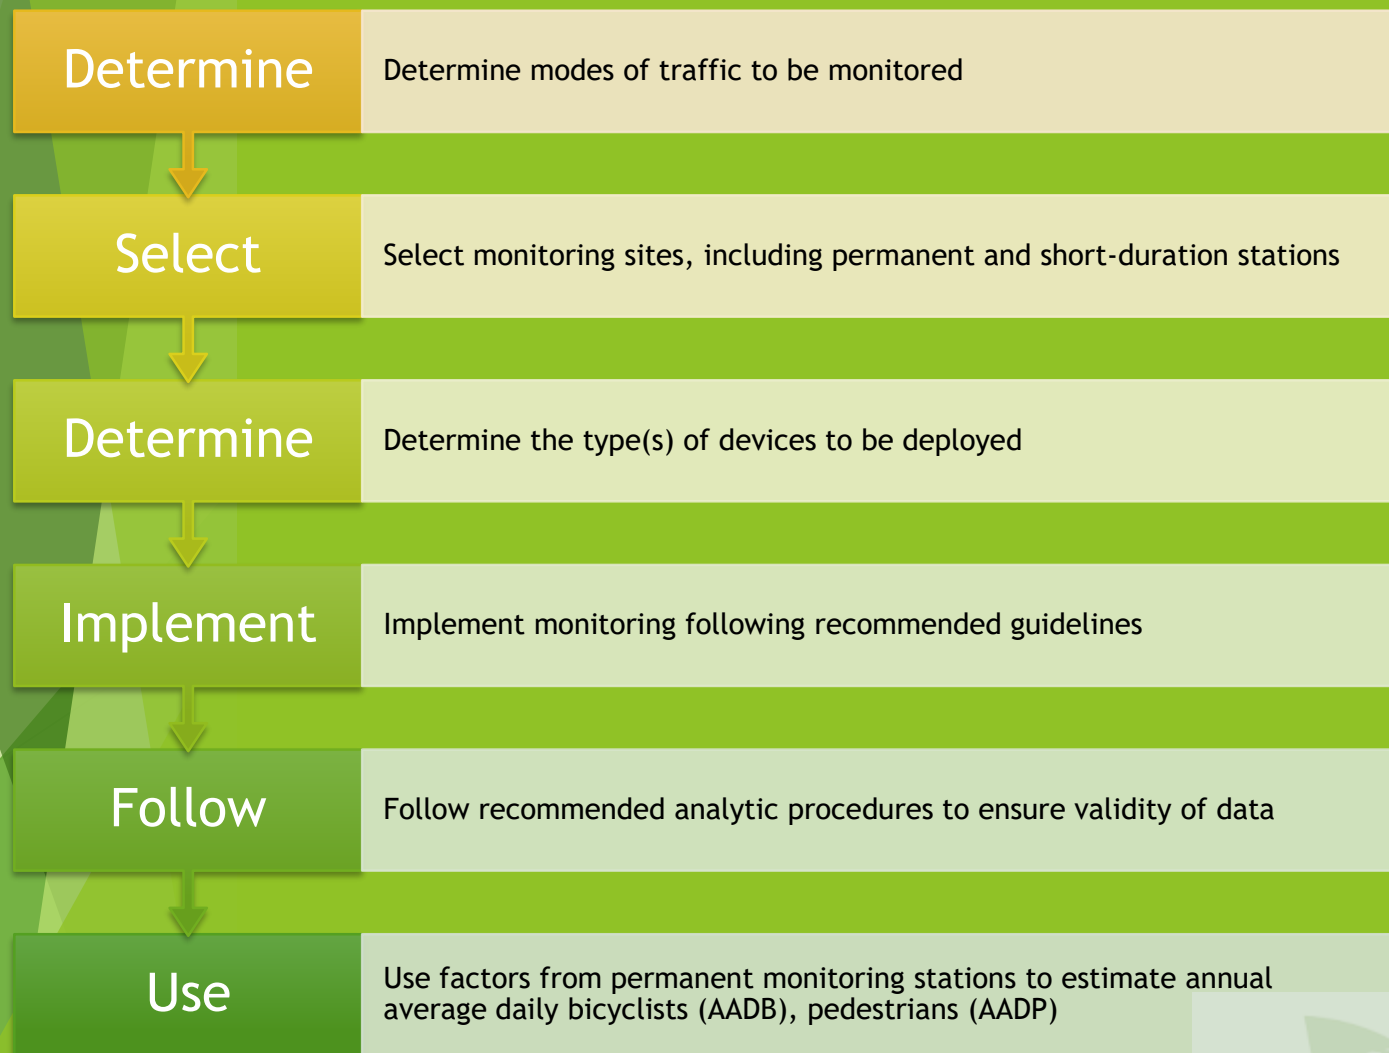 Determine
Determine modes of traffic to be monitored
Select
Select monitoring sites, including permanent and short-duration stations
Determine
Determine the type(s) of devices to be deployed
Implement
Implement monitoring following recommended guidelines
Follow
Follow recommended analytic procedures to ensure validity of data
Use
Use factors from permanent monitoring stations to estimate annual
average daily bicyclists (AADB), pedestrians (AADP)